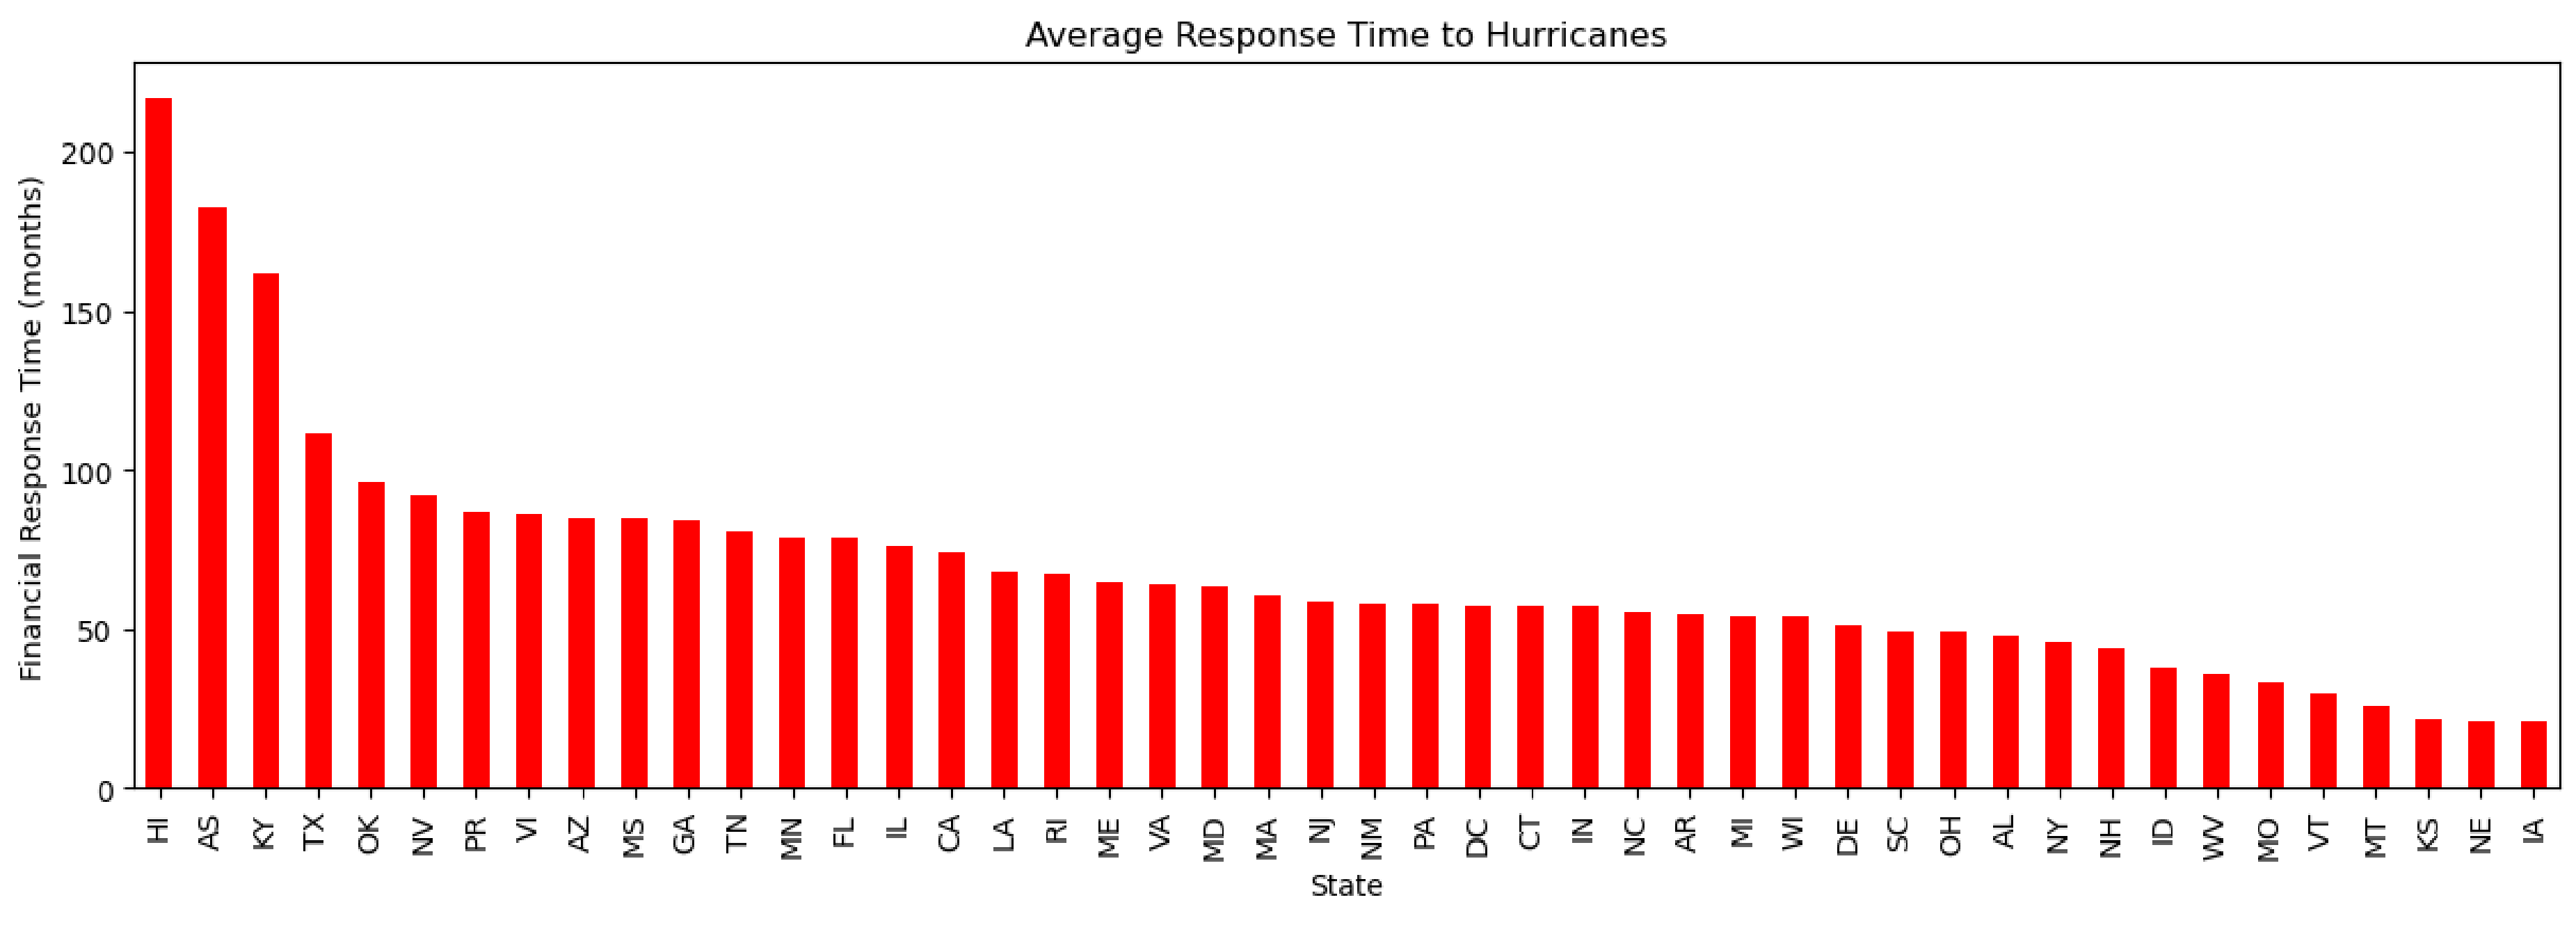 Average Response Time to Hurricanes
Financial Response Time (months)
200
150
100
50
0
HI AS KY TX OK NV PR VI AZ MS GA TN MN FL IL CA LA RI ME VA MD MA NJ NM PA DC CT IN NC AR MI WI DE SC OH AL NY NH ID WV MO VT MT KS NE IA
State